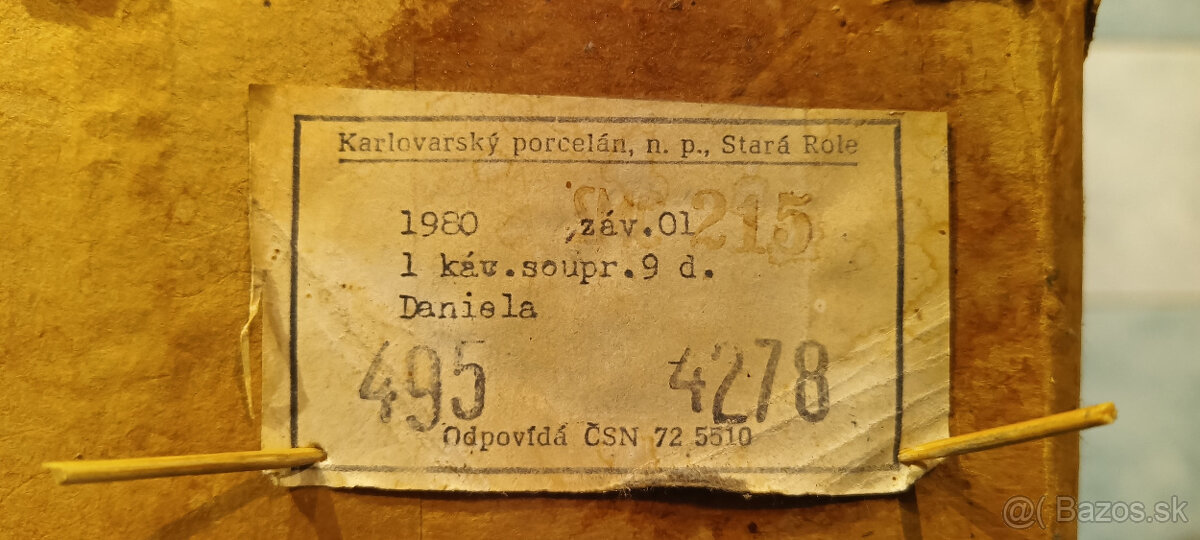 Karlovarský porcelán, n. p., Stará Role
215
1980 ,záv.01
1 káv.soupr.9 d.
Daniela
495 4278
Odpovídá ČSN 72 5510
@( Bazos.sk